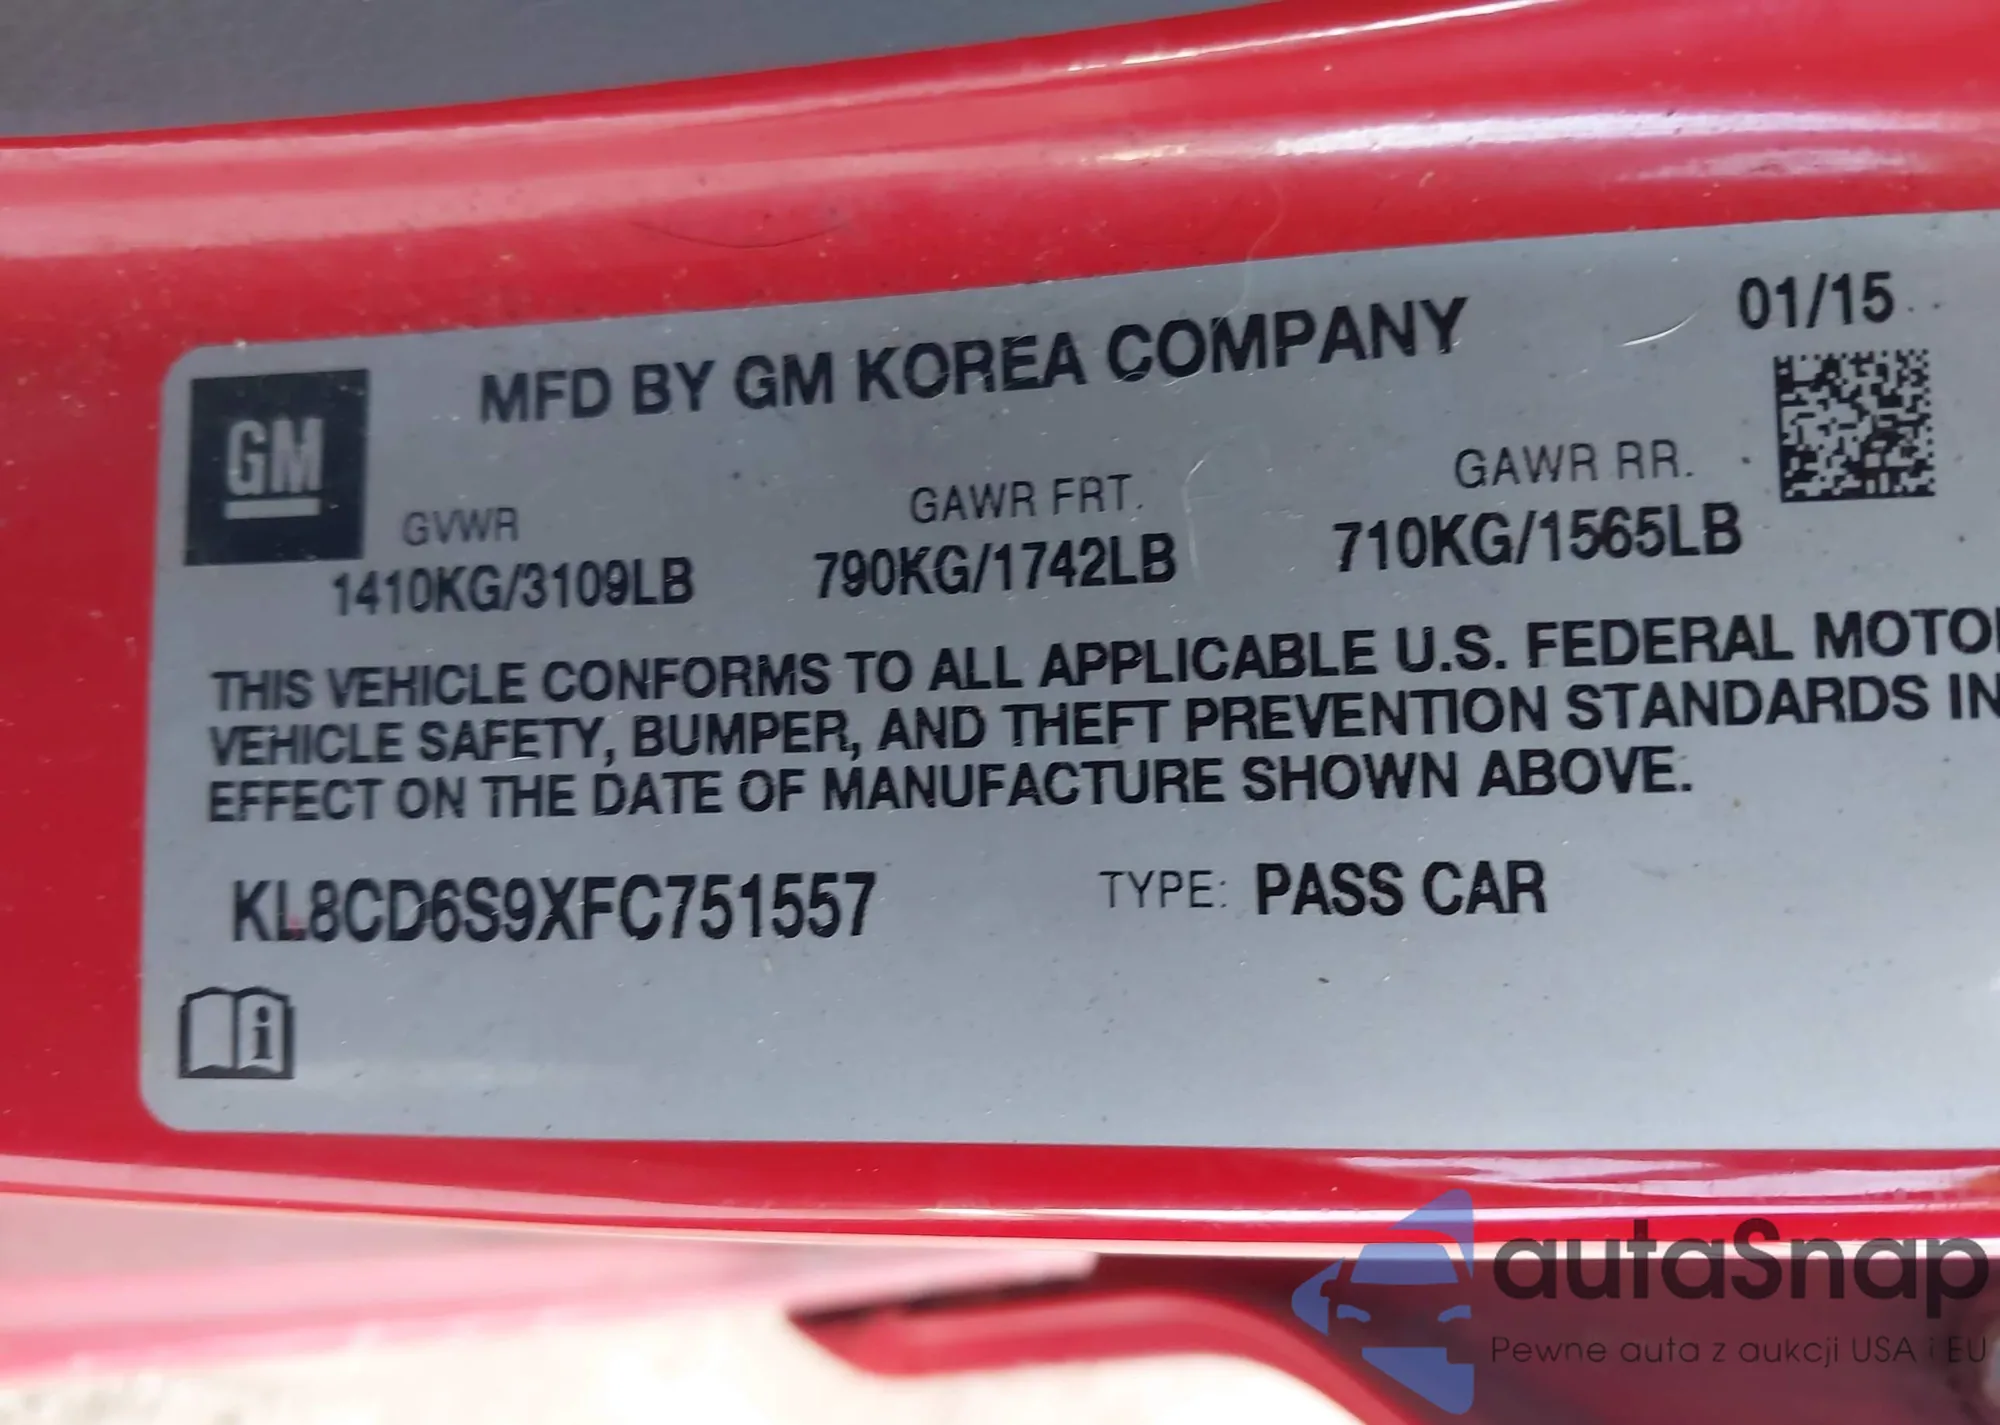 MFD BY GM KOREA COMPANY 01/15
GM
GVWR GAWR FRT. GAWR RR.
1410KG/3109LB 790KG/1742LB 710KG/1565LB
THIS VEHICLE CONFORMS TO ALL APPLICABLE U.S. FEDERAL MOTO
VEHICLE SAFETY, BUMPER, AND THEFT PREVENTION STANDARDS IN
EFFECT ON THE DATE OF MANUFACTURE SHOWN ABOVE.
KL8CD6S9XFC751557 TYPE: PASS CAR
i
autaSnap
Pewne auta z aukcji USA i EU